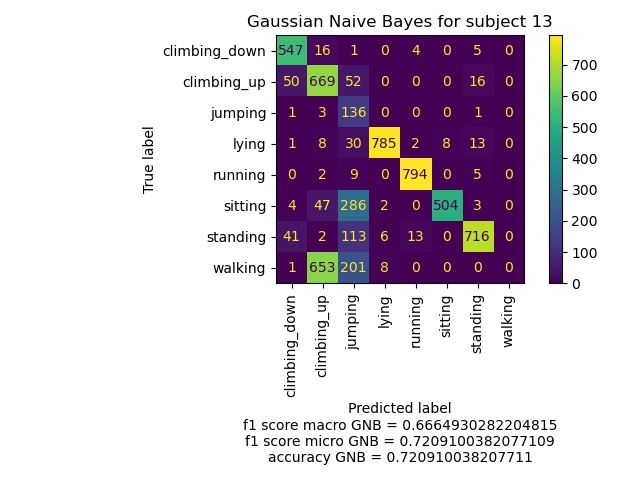 Gaussian Naive Bayes for subject 13
climbing_down 547 16 1 0 4 0 5 0
climbing_up 50 669 52 0 0 0 16 0
jumping 1 3 136 0 0 0 1 0
lying 1 8 30 785 2 8 13 0
running 0 2 9 0 794 0 5 0
sitting 4 47 286 2 0 504 3 0
standing 41 2 113 6 13 0 716 0
walking 1 653 201 8 0 0 0 0
True label
climbing_down climbing_up jumping lying running sitting standing walking
Predicted label
700
600
500
400
300
200
100
0
f1 score macro GNB = 0.6664930282204815
f1 score micro GNB = 0.7209100382077109
accuracy GNB = 0.720910038207711